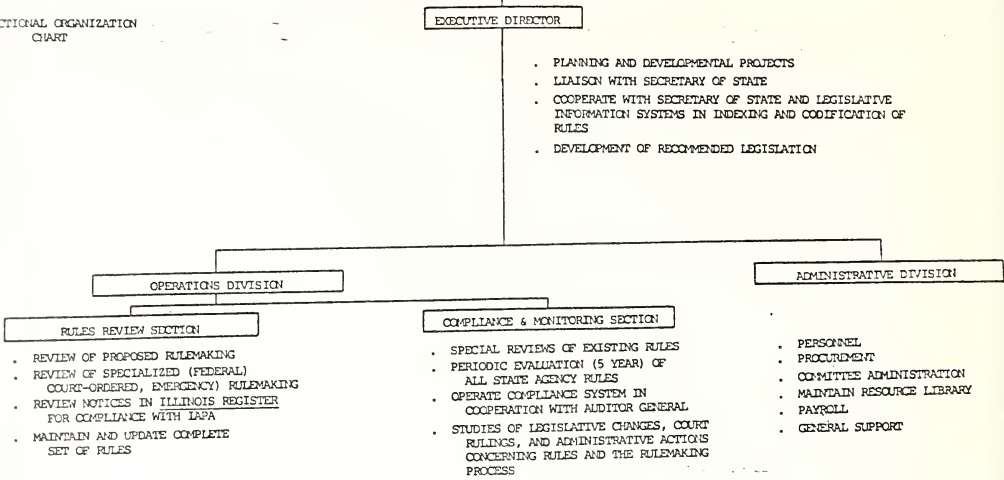 CTIONAL ORGANIZATION
CHART
EXECUTIVE DIRECTOR
. PLANNING AND DEVELOPMENTAL PROJECTS
. LIAISON WITH SECRETARY OF STATE
. COOPERATE WITH SECRETARY OF STATE AND LEGISLATIVE
INFORMATION SYSTEMS IN INDEXING AND CODIFICATION OF
RULES
. DEVELOPMENT OF RECOMMENDED LEGISLATION
OPERATIONS DIVISION
ADMINISTRATIVE DIVISION
RULES REVIEW SECTION
. REVIEW OF PROPOSED RULEMAKING
. REVIEW OF SPECIALIZED (FEDERAL)
COURT-ORDERED, EMERGENCY) RULEMAKING
. REVIEW NOTICES IN ILLINOIS REGISTER
FOR COMPLIANCE WITH IAPA
. MAINTAIN AND UPDATE COMPLETE
SET OF RULES
COMPLIANCE & MONITORING SECTION
. SPECIAL REVIEWS OF EXISTING RULES
. PERIODIC EVALUATION (5 YEAR) OF
ALL STATE AGENCY RULES
. OPERATE COMPLIANCE SYSTEM IN
COOPERATION WITH AUDITOR GENERAL
. STUDIES OF LEGISLATIVE CHANGES, COURT
RULINGS, AND ADMINISTRATIVE ACTIONS
CONCERNING RULES AND THE RULEMAKING
PROCESS
. PERSONNEL
. PROCUREMENT
. COMMITTEE ADMINISTRATION
. MAINTAIN RESOURCE LIBRARY
. PAYROLL
. GENERAL SUPPORT